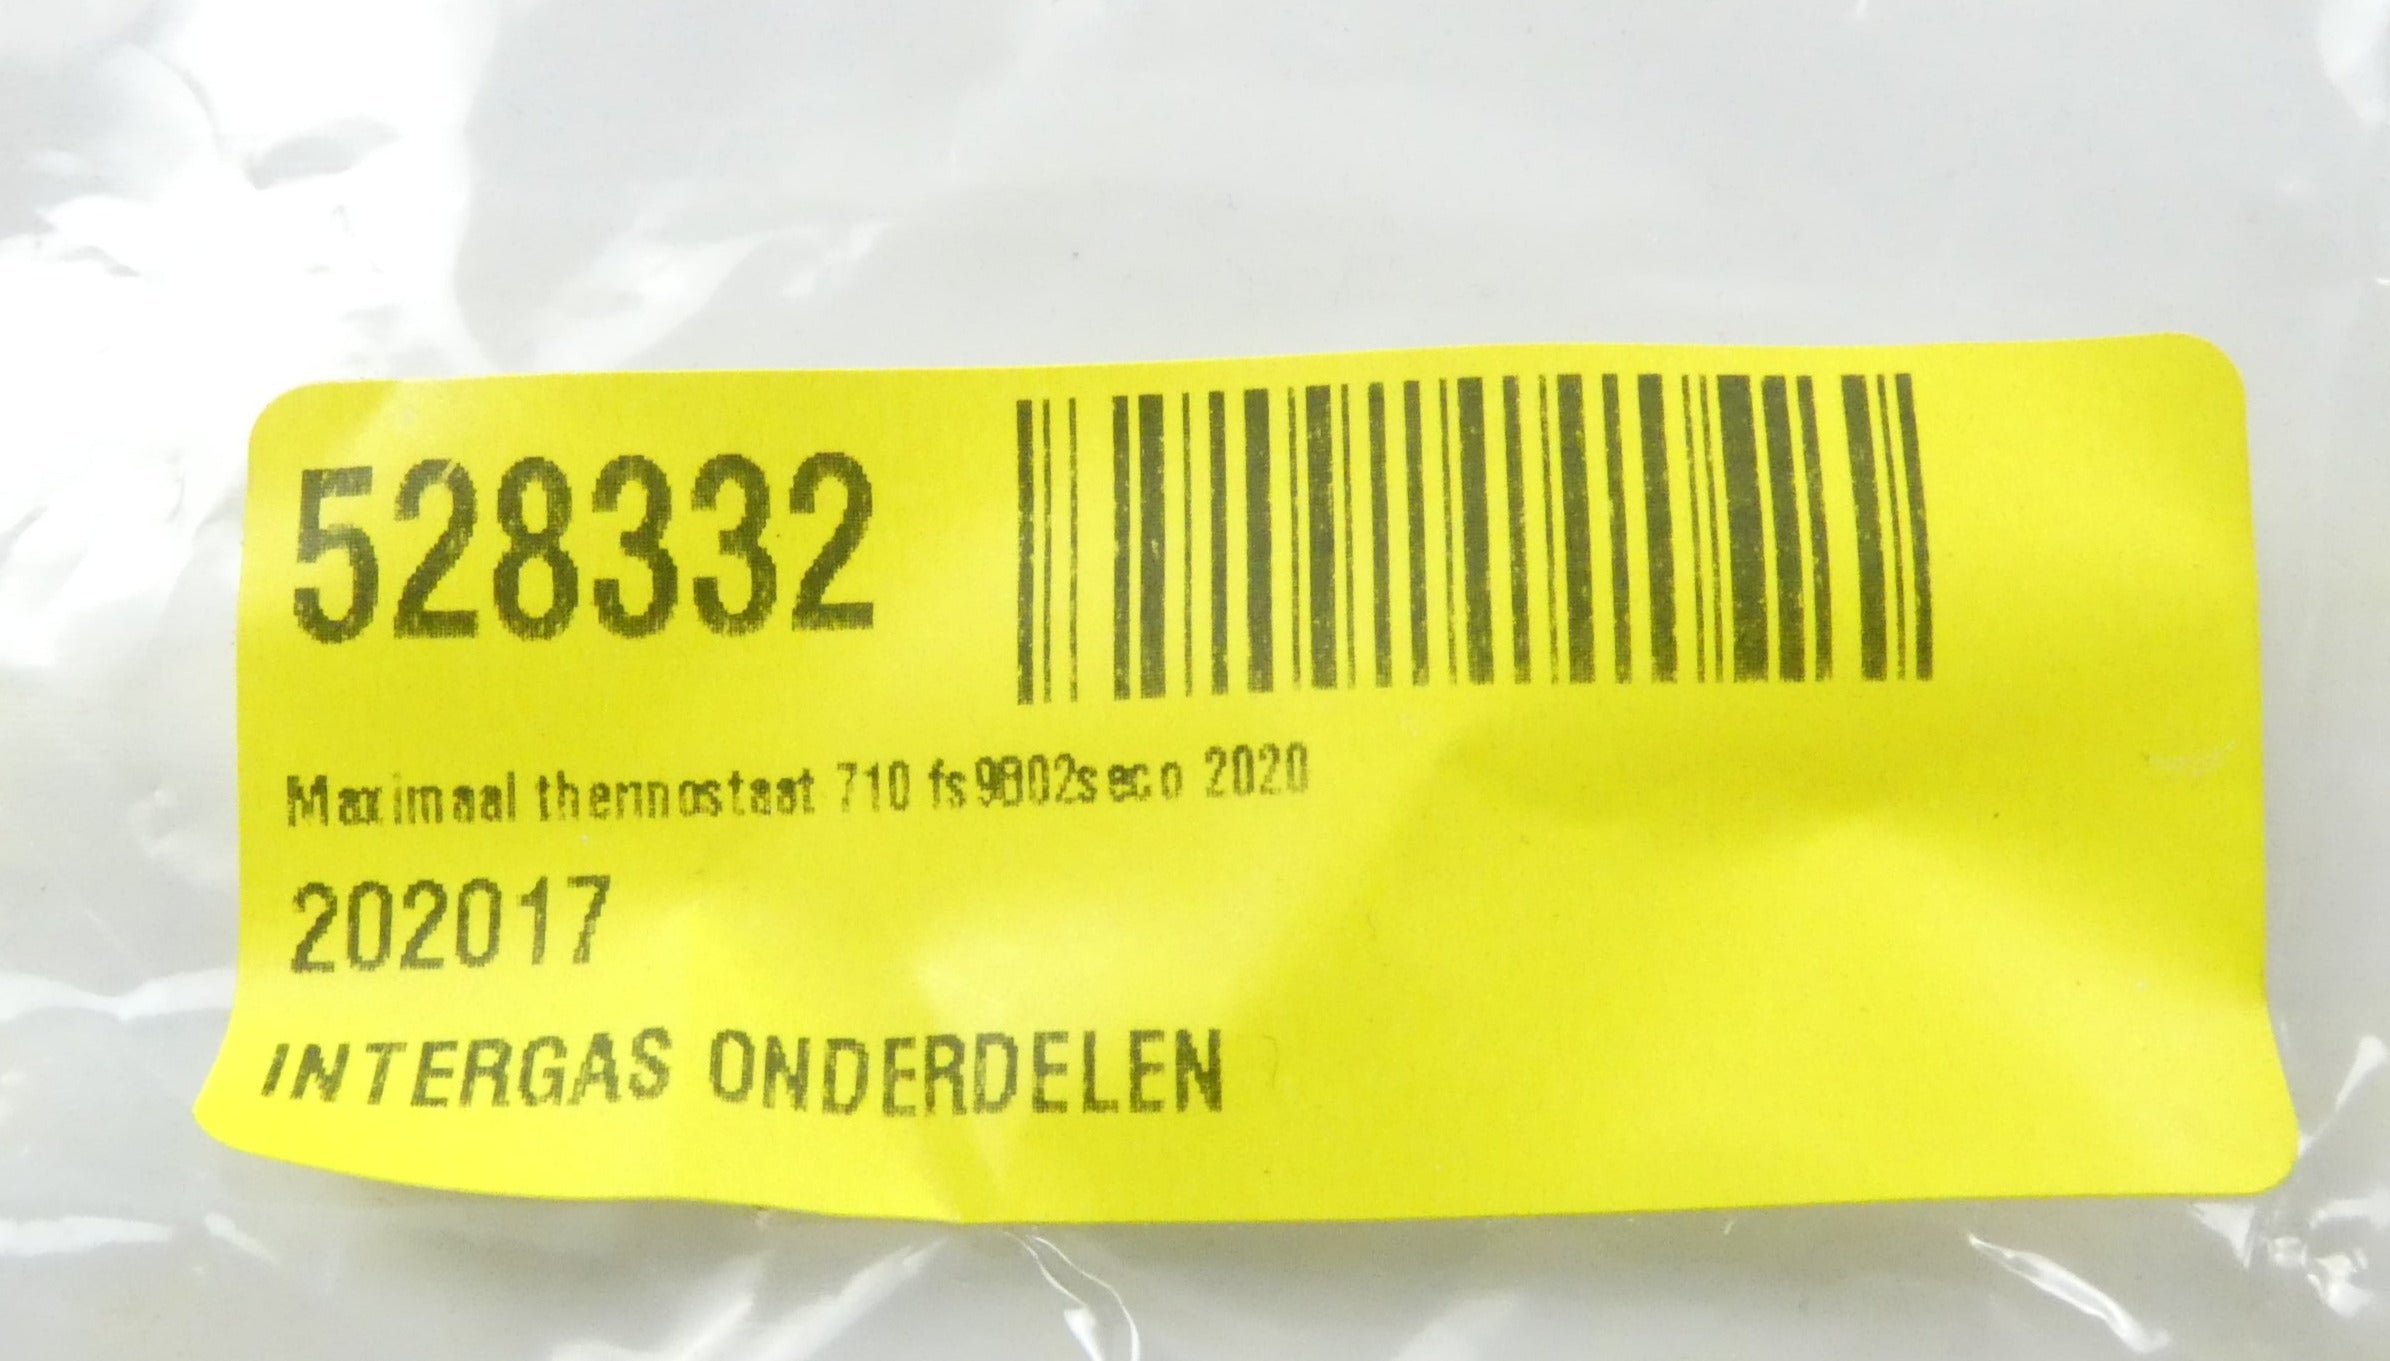 528332
Maximaal thermostaat 710 fs9802seco 2020
202017
INTERGAS ONDERDELEN